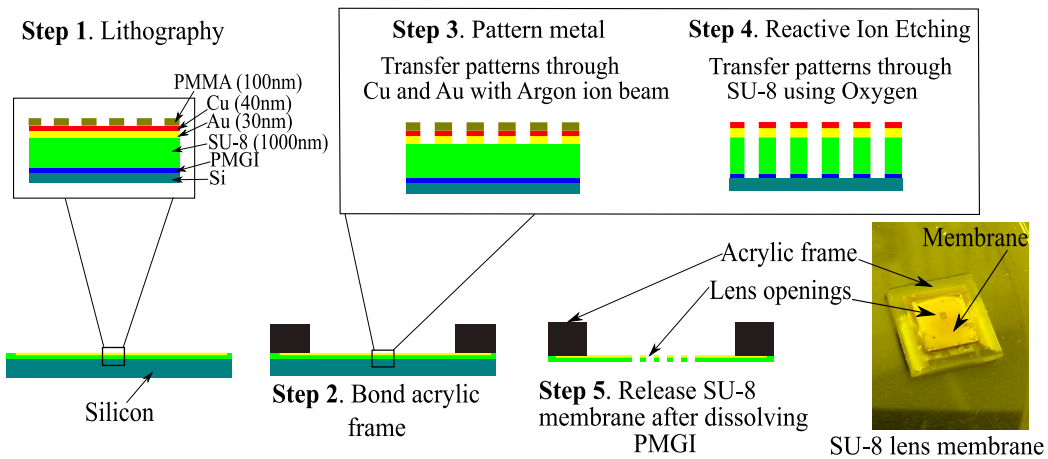 Step 1. Lithography
PMMA (100nm)
Cu (40nm)
Au (30nm)
SU-8 (1000nm)
PMGI
Si
Silicon
Step 2. Bond acrylic
frame
Step 3. Pattern metal
Transfer patterns through
Cu and Au with Argon ion beam
Step 4. Reactive Ion Etching
Transfer patterns through
SU-8 using Oxygen
Acrylic frame
Lens openings
Step 5. Release SU-8
membrane after dissolving
PMGI
Membrane
SU-8 lens membrane